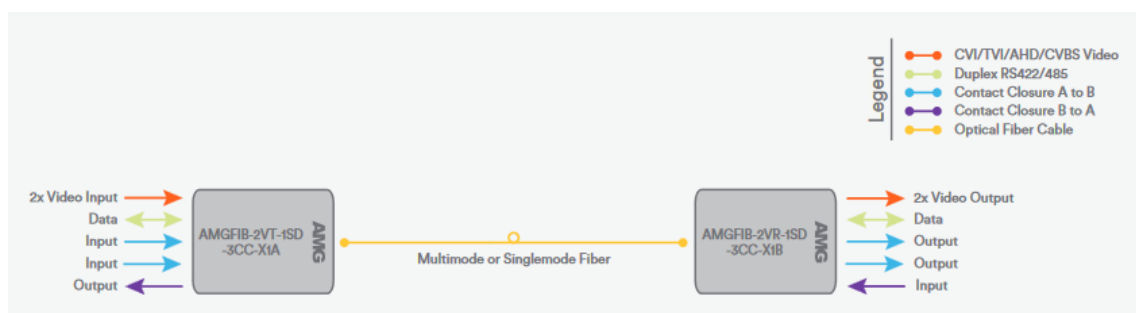 Legend
CVI/TVI/AHD/CVBS Video
Duplex RS422/485
Contact Closure A to B
Contact Closure B to A
Optical Fiber Cable
2x Video Input
Data
Input
Input
Output
AMGFIB-2VT-1SD
-3CC-X1A
AMG
Multimode or Singlemode Fiber
AMGFIB-2VR-1SD
-3CC-X1B
AMG
2x Video Output
Data
Output
Output
Input